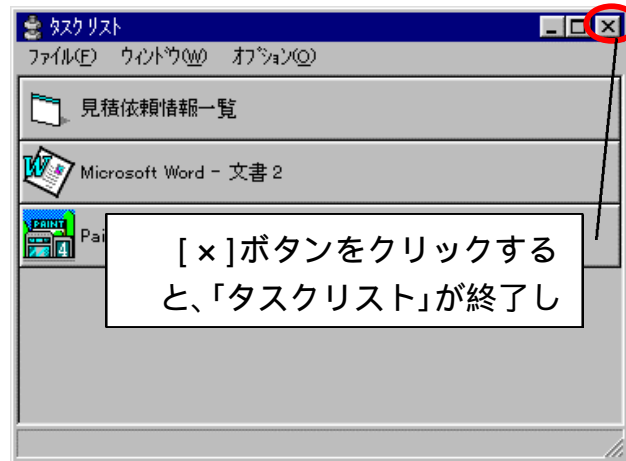 タスク リスト
ファイル(F) ウィンドウ(W) オプション(O)
見積依頼情報一覧
Microsoft Word - 文書 2
Pai
[×]ボタンをクリックする
と、「タスクリスト」が終了し